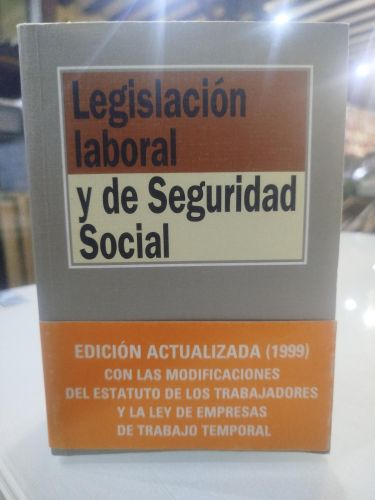 Legislación
laboral
y de Seguridad
Social
EDICIÓN ACTUALIZADA (1999)
CON LAS MODIFICACIONES
DEL ESTATUTO DE LOS TRABAJADORES
Y LA LEY DE EMPRESAS
DE TRABAJO TEMPORAL